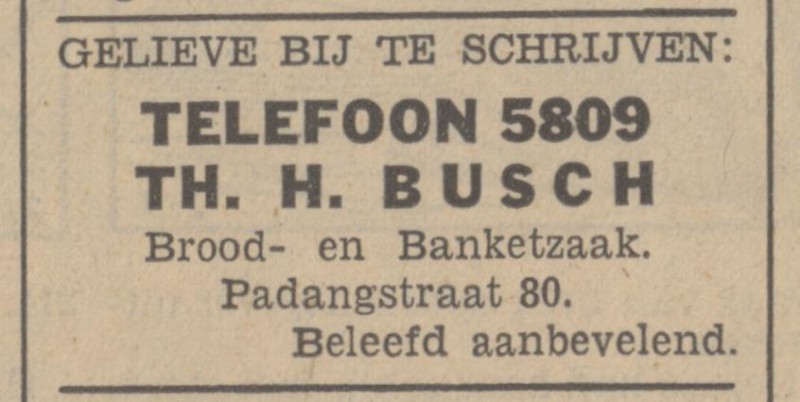 GELIEVE BIJ TE SCHRIJVEN:
TELEFOON 5809
TH. H. BUSCH
Brood- en Banketzaak.
Padangstraat 80.
Beleefd aanbevelend.